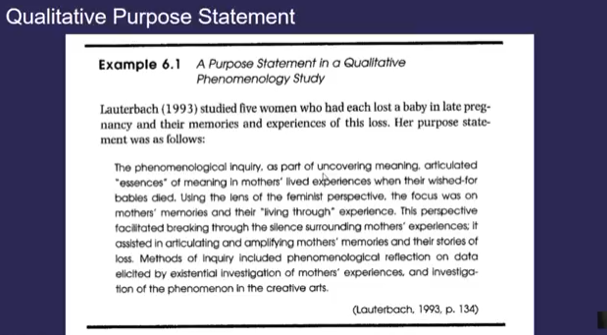 Qualitative Purpose Statement
Example 6.1 A Purpose Statement in a Qualitative
Phenomenology Study
Lauterbach (1993) studied five women who had each lost a baby in late preg-
nancy and their memories and experiences of this loss. Her purpose state-
ment was as follows:
The phenomenological inquiry, as part of uncovering meaning, articulated
"essences" of meaning in mothers' lived experiences when their wished-for
babies died. Using the lens of the feminist perspective, the focus was on
mothers' memories and their "living through" experience. This perspective
facilitated breaking through the silence surrounding mothers' experiences; it
assisted in articulating and amplifying mothers' memories and their stories of
loss. Methods of inquiry included phenomenological reflection on data
elicited by existential investigation of mothers' experiences, and investiga-
tion of the phenomenon in the creative arts.
(Lauterbach, 1993, p. 134)